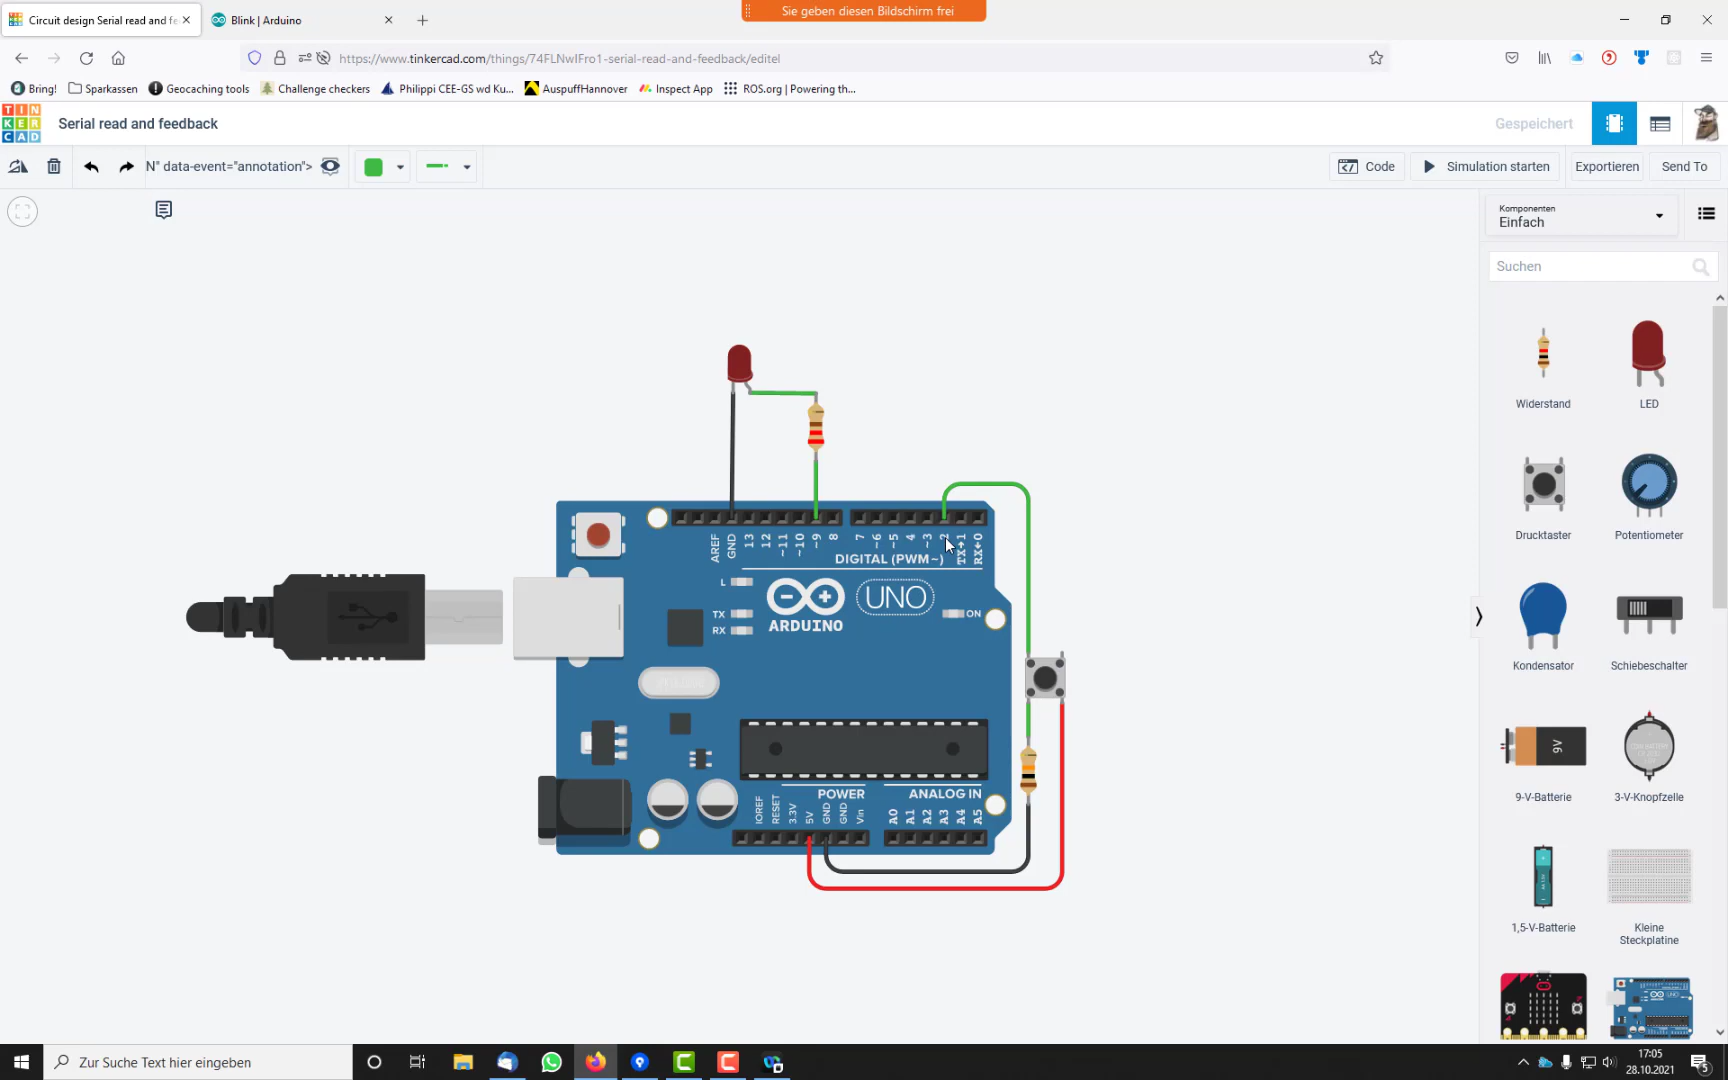 Sie geben diesen Bildschirm frei
Circuit design Serial read and fe
Blink | Arduino
https://www.tinkercad.com/things/74FLNwIFro1-serial-read-and-feedback/editel
Bring!
Sparkassen
Geocaching tools
Challenge checkers
Philippi CEE-GS wd Ku...
AuspuffHannover
Inspect App
ROS.org | Powering th...
TIN
KER
CAD
Serial read and feedback
Gespeichert
N" data-event="annotation">
Code
Simulation starten
Exportieren
Send To
Komponenten
Einfach
Suchen
Widerstand
LED
Drucktaster
Potentiometer
Kondensator
Schiebeschalter
9V
9-V-Batterie
3-V-Knopfzelle
1,5-V-Batterie
Kleine
Steckplatine
AREF
GND
13
12
~11
~10
~9
8
7
~6
~5
4
~3
2
TX→1
RX←0
DIGITAL (PWM~)
L
TX
RX
ARDUINO
UNO
ON
IOREF
RESET
3.3V
5V
GND
GND
Vin
POWER
ANALOG IN
A0
A1
A2
A3
A4
A5
Zur Suche Text hier eingeben
17:05
28.10.2021
5